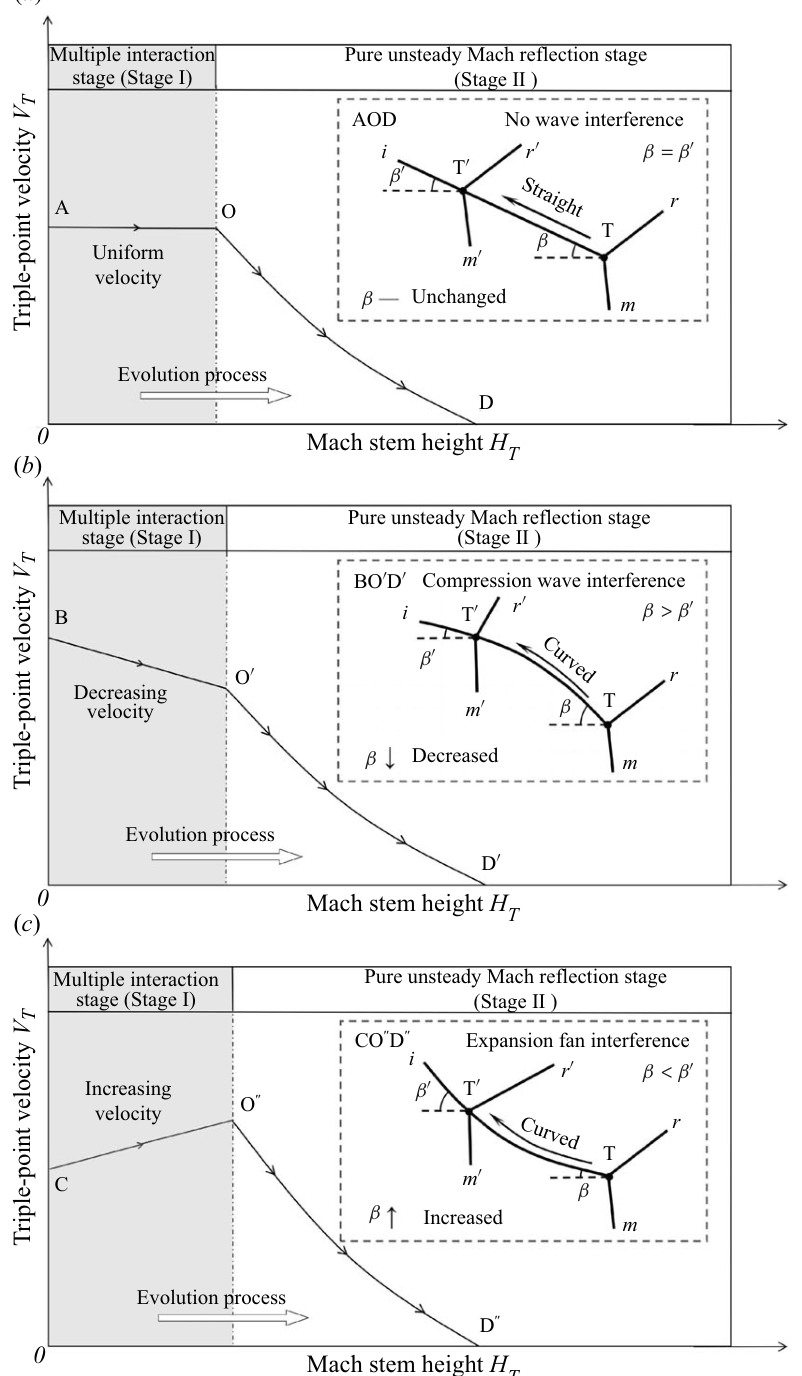 Multiple interaction
stage (Stage I)
Pure unsteady Mach reflection stage
(Stage II )
Triple-point velocity V_T
AOD
No wave interference
i
T′
r′
β = β′
β′
Straight
r
T
β
m′
β — Unchanged
m
A
O
Uniform
velocity
Evolution process
D
0
Mach stem height H_T
(b)
Multiple interaction
stage (Stage I)
Pure unsteady Mach reflection stage
(Stage II )
Triple-point velocity V_T
BO′D′
Compression wave interference
i
T′
r′
β > β′
β′
Curved
r
T
β
m′
β ↓ Decreased
m
B
O′
Decreasing
velocity
Evolution process
D′
0
Mach stem height H_T
(c)
Multiple interaction
stage (Stage I)
Pure unsteady Mach reflection stage
(Stage II )
Triple-point velocity V_T
CO″D″
Expansion fan interference
i
T′
r′
β < β′
β′
Curved
r
T
β
m′
β ↑ Increased
m
Increasing
velocity
O″
C
Evolution process
D″
0
Mach stem height H_T